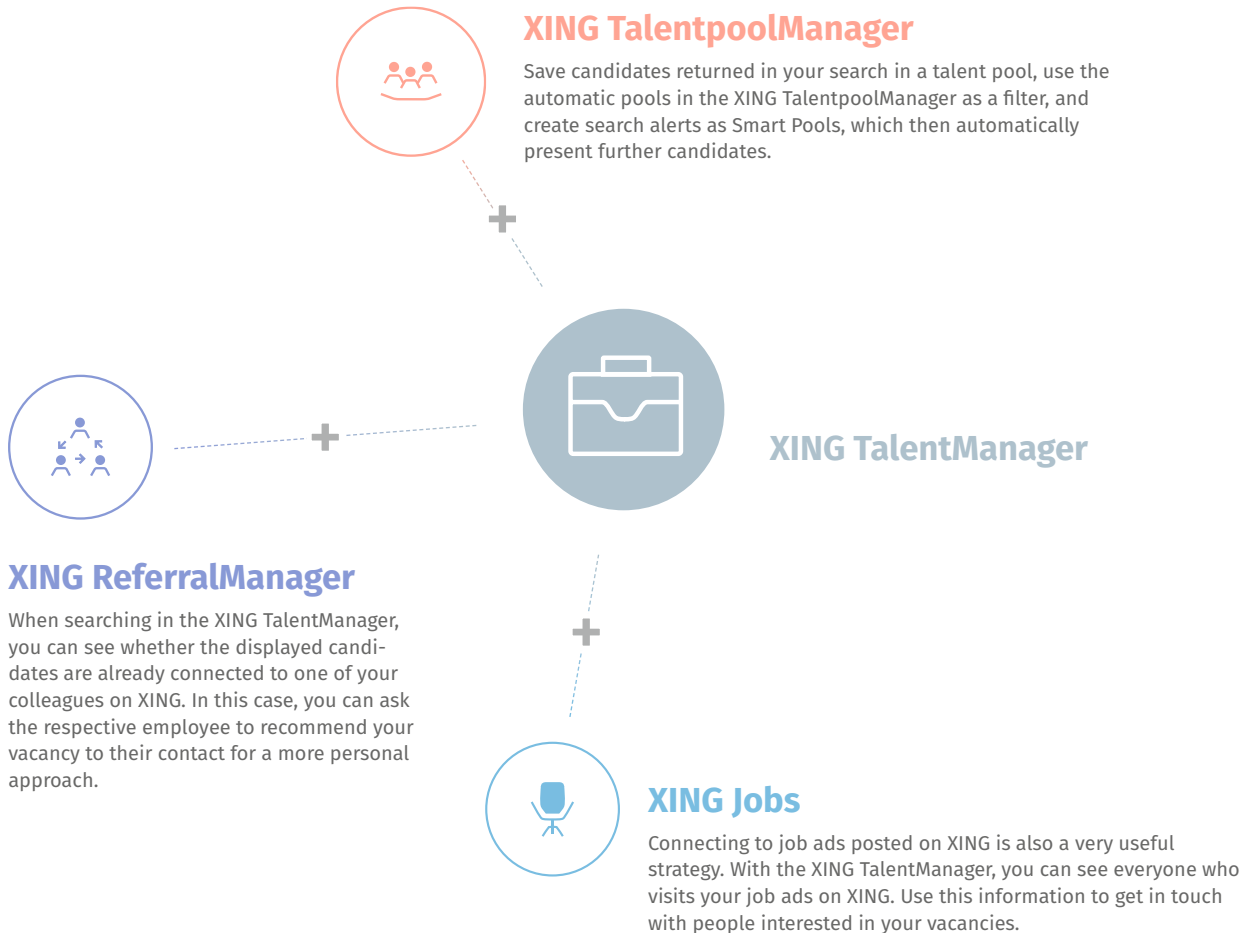 XING TalentpoolManager
Save candidates returned in your search in a talent pool, use the
automatic pools in the XING TalentpoolManager as a filter, and
create search alerts as Smart Pools, which then automatically
present further candidates.
XING TalentManager
XING ReferralManager
When searching in the XING TalentManager,
you can see whether the displayed candi-
dates are already connected to one of your
colleagues on XING. In this case, you can ask
the respective employee to recommend your
vacancy to their contact for a more personal
approach.
XING Jobs
Connecting to job ads posted on XING is also a very useful
strategy. With the XING TalentManager, you can see everyone who
visits your job ads on XING. Use this information to get in touch
with people interested in your vacancies.